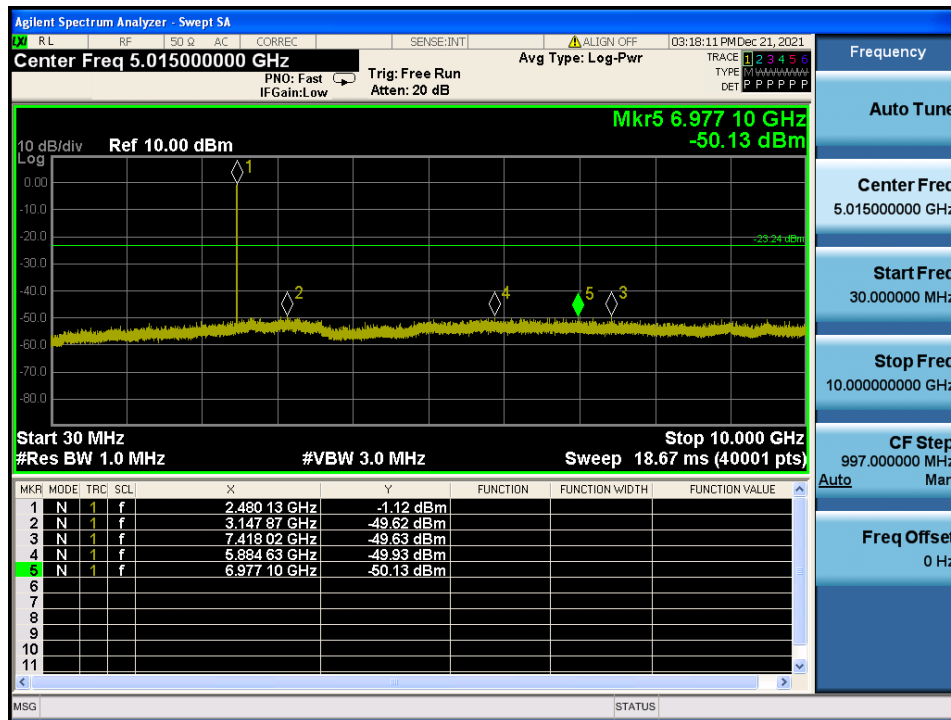 Agilent Spectrum Analyzer - Swept SA
LXI RL RF 50 Ω AC CORREC SENSE:INT ALIGN OFF 03:18:11 PM Dec 21, 2021
Center Freq 5.015000000 GHz
PNO: Fast
IFGain:Low
Trig: Free Run
Atten: 20 dB
Avg Type: Log-Pwr
TRACE 1 2 3 4 5 6
TYPE M
DET P P P P P P
Mkr5 6.977 10 GHz
-50.13 dBm
10 dB/div Ref 10.00 dBm
Log
0.00
-10.0
-20.0
-30.0
-40.0
-50.0
-60.0
-70.0
-80.0
1
2
4
5
3
-23.24 dBm
Start 30 MHz Stop 10.000 GHz
#Res BW 1.0 MHz #VBW 3.0 MHz Sweep 18.67 ms (40001 pts)
MKR MODE TRC SCL X Y FUNCTION FUNCTION WIDTH FUNCTION VALUE
1 N 1 f 2.480 13 GHz -1.12 dBm
2 N 1 f 3.147 87 GHz -49.62 dBm
3 N 1 f 7.418 02 GHz -49.63 dBm
4 N 1 f 5.884 63 GHz -49.93 dBm
5 N 1 f 6.977 10 GHz -50.13 dBm
6
7
8
9
10
11
MSG STATUS
Frequency
Auto Tune
Center Freq
5.015000000 GHz
Start Freq
30.000000 MHz
Stop Freq
10.000000000 GHz
CF Step
997.000000 MHz
Auto Man
Freq Offset
0 Hz